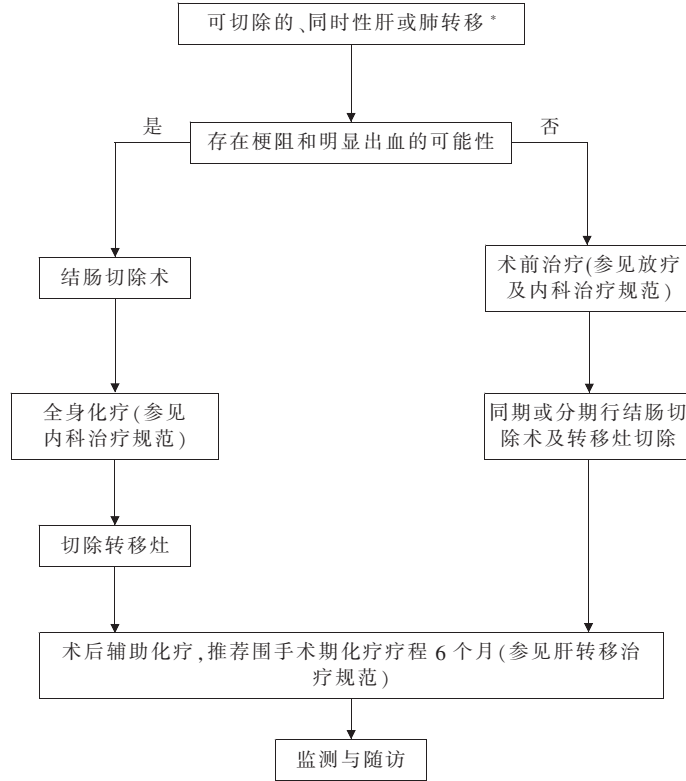 可切除的、同时性肝或肺转移*
是
存在梗阻和明显出血的可能性
否
结肠切除术
术前治疗(参见放疗
及内科治疗规范)
全身化疗(参见
内科治疗规范)
同期或分期行结肠切
除术及转移灶切除
切除转移灶
术后辅助化疗,推荐围手术期化疗疗程 6 个月(参见肝转移治
疗规范)
监测与随访